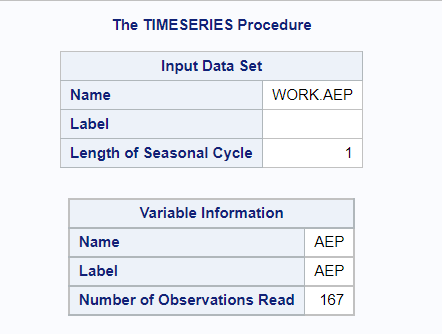 The TIMESERIES Procedure
Input Data Set
Name WORK.AEP
Label
Length of Seasonal Cycle 1
Variable Information
Name AEP
Label AEP
Number of Observations Read 167